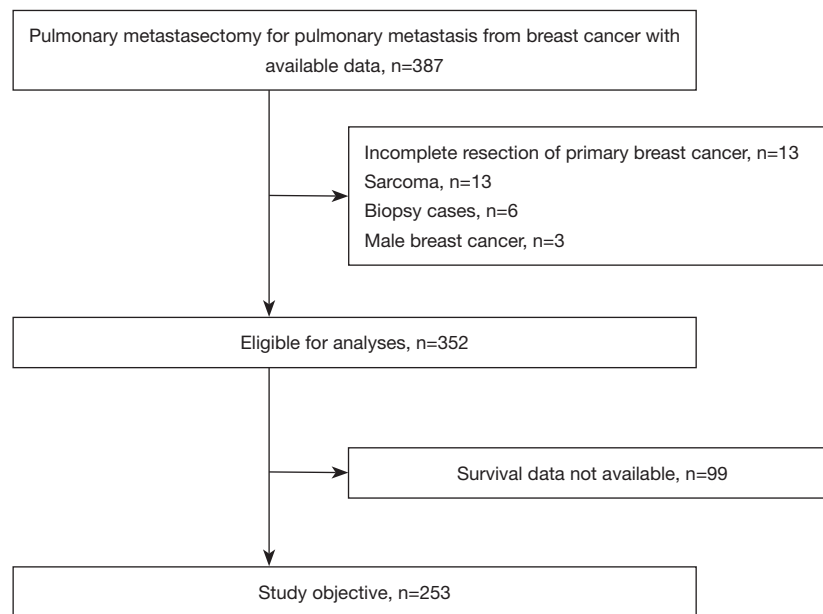 Pulmonary metastasectomy for pulmonary metastasis from breast cancer with
available data, n=387
Incomplete resection of primary breast cancer, n=13
Sarcoma, n=13
Biopsy cases, n=6
Male breast cancer, n=3
Eligible for analyses, n=352
Survival data not available, n=99
Study objective, n=253